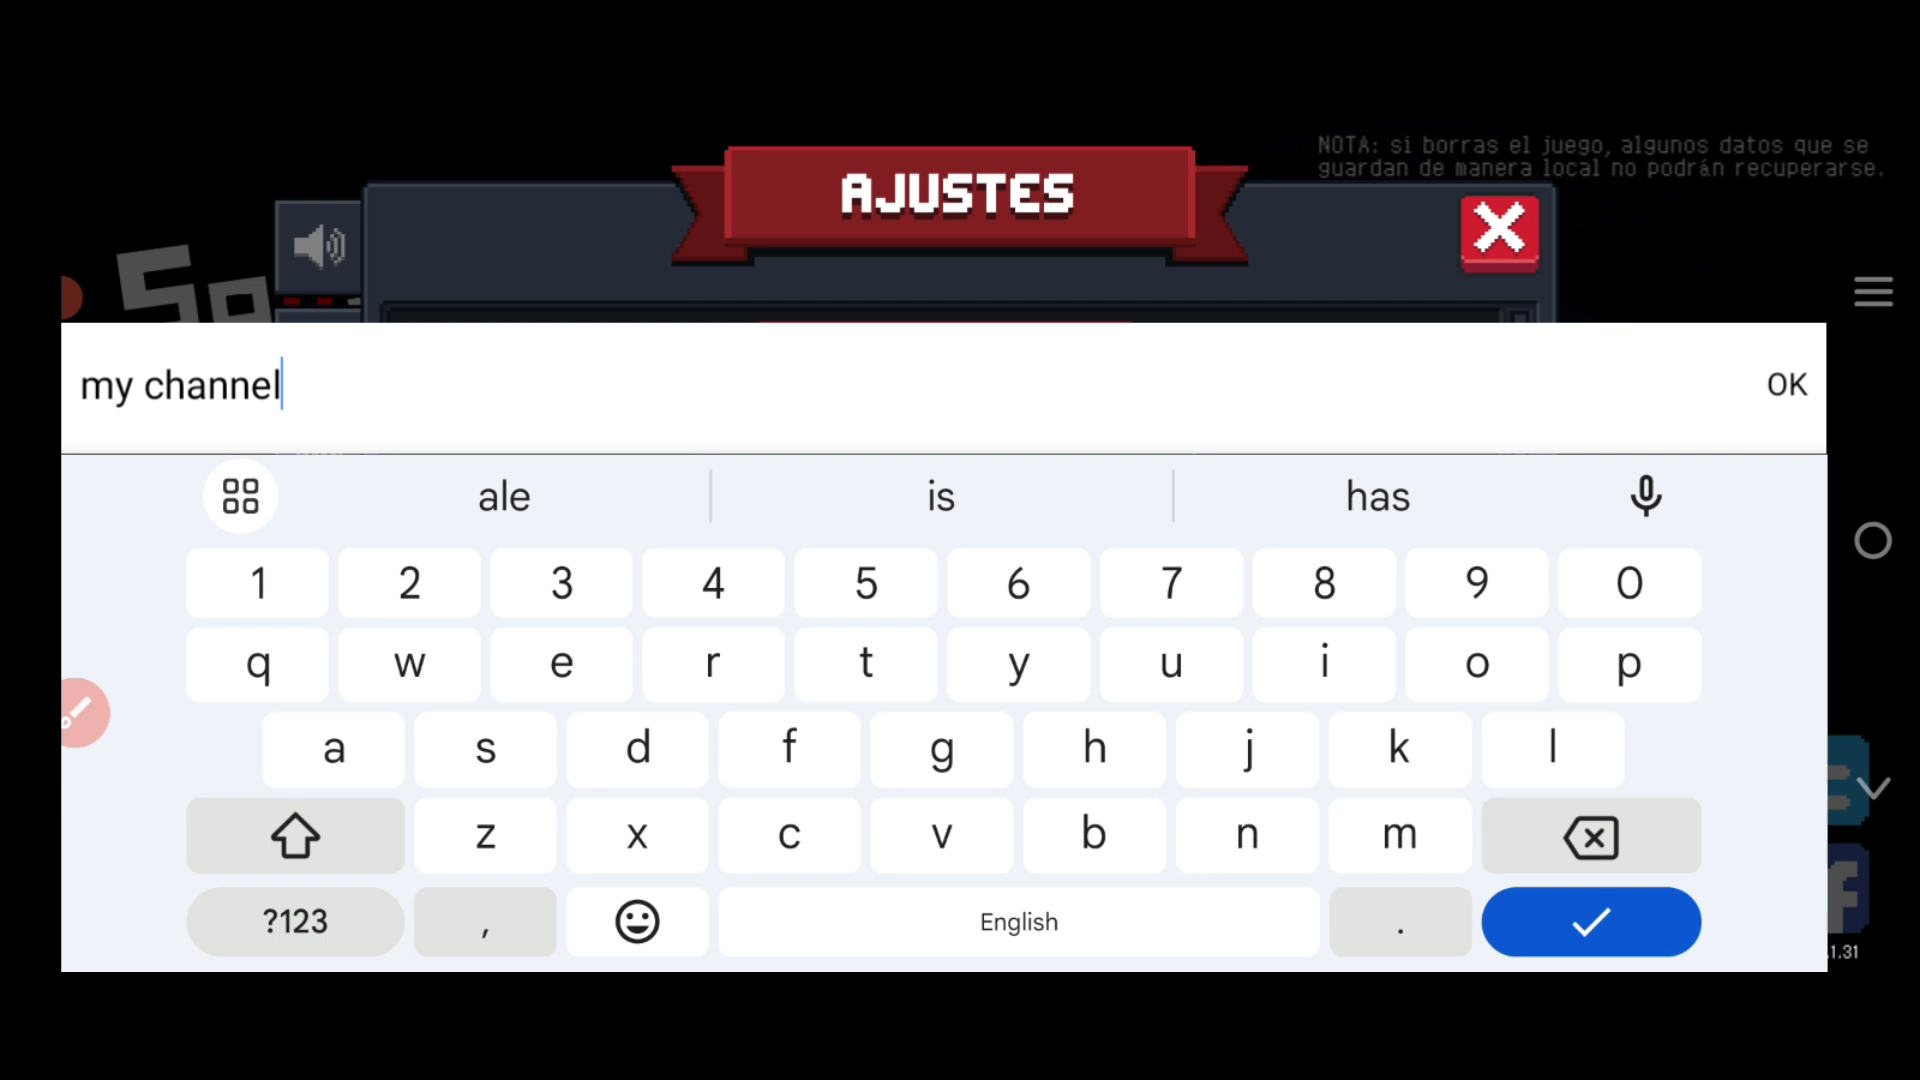 NOTA: si borras el juego, algunos datos que se
guardan de manera local no podrán recuperarse.
AJUSTES
So
my channel
OK
ale is has
1 2 3 4 5 6 7 8 9 0
q w e r t y u i o p
a s d f g h j k l
z x c v b n m
?123 , English .
.1.31